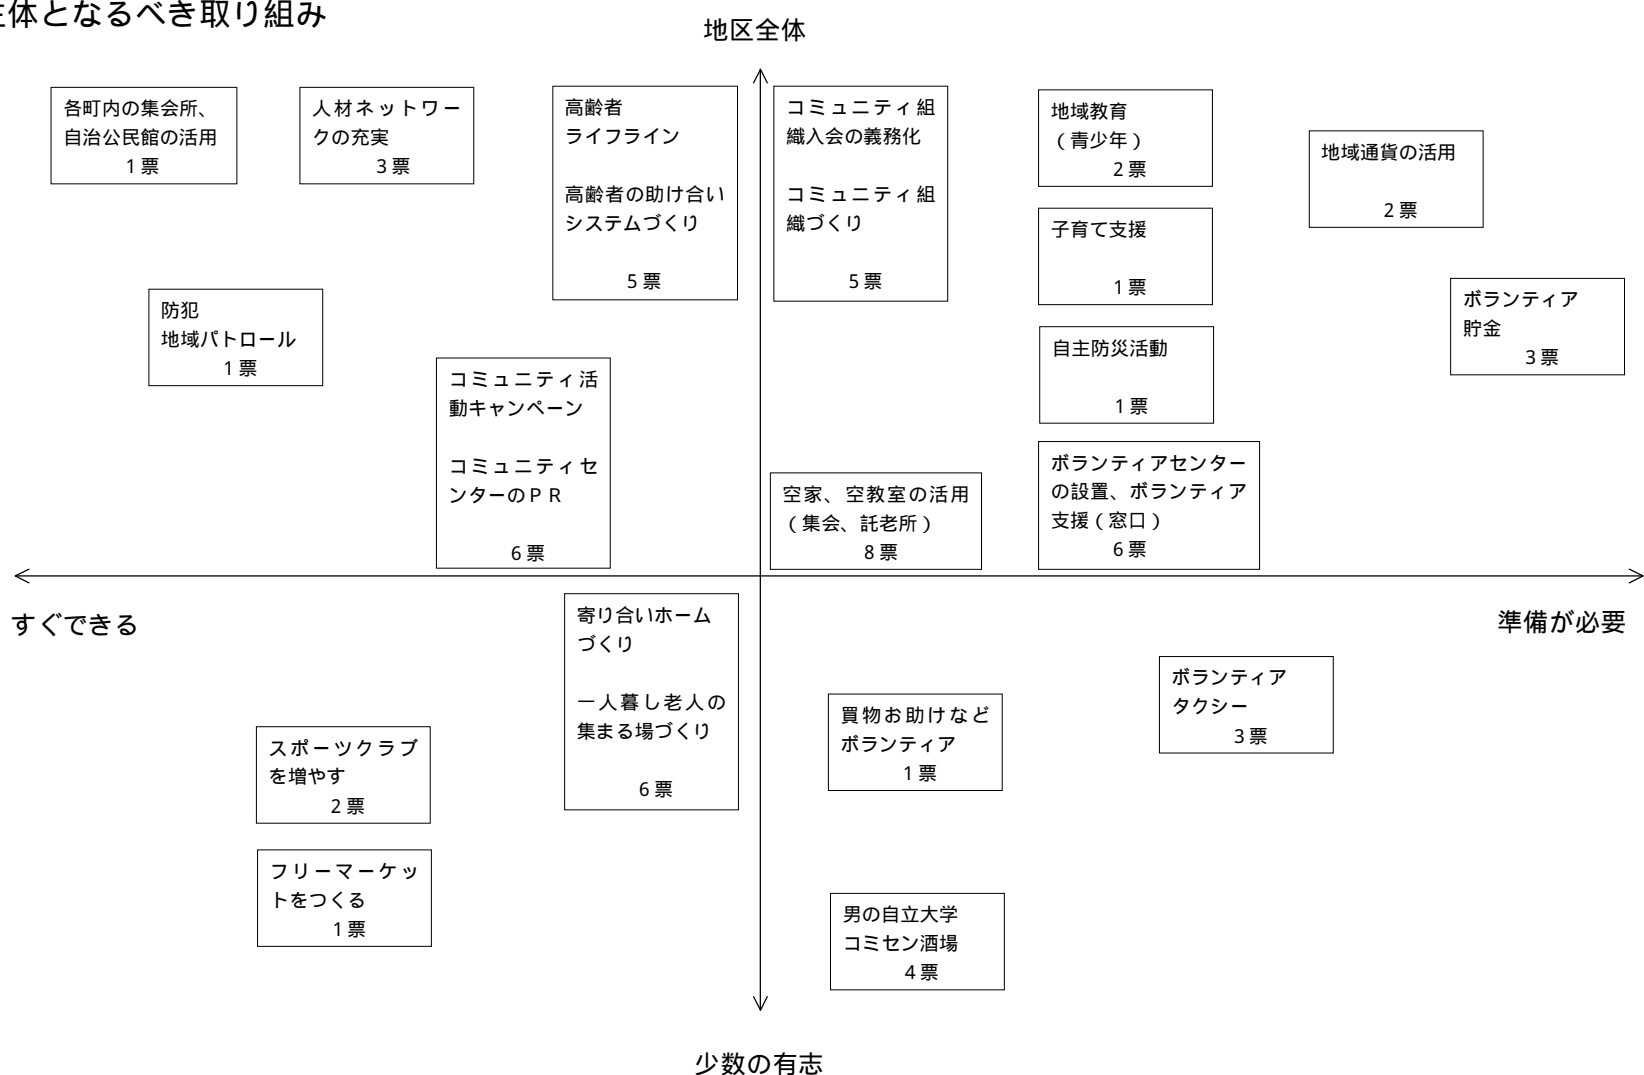 主体となるべき取り組み
地区全体
各町内の集会所、
自治公民館の活用
1票
人材ネットワー
クの充実
3票
高齢者
ライフライン
高齢者の助け合い
システムづくり
5票
コミュニティ組
織入会の義務化
コミュニティ組
織づくり
5票
地域教育
（青少年）
2票
地域通貨の活用
2票
子育て支援
1票
防犯
地域パトロール
1票
ボランティア
貯金
3票
自主防災活動
1票
コミュニティ活
動キャンペーン
コミュニティセ
ンターのＰＲ
6票
空家、空教室の活用
（集会、託老所）
8票
ボランティアセンター
の設置、ボランティア
支援（窓口）
6票
すぐできる
準備が必要
寄り合いホーム
づくり
一人暮し老人の
集まる場づくり
6票
ボランティア
タクシー
3票
買物お助けなど
ボランティア
1票
スポーツクラブ
を増やす
2票
フリーマーケッ
トをつくる
1票
男の自立大学
コミセン酒場
4票
少数の有志